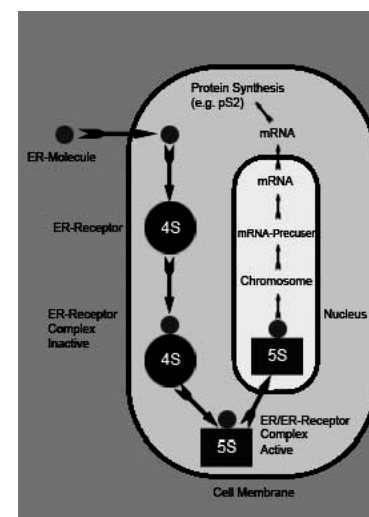 Protein Synthesis
(e.g. pS2)
mRNA
ER-Molecule
mRNA
ER-Receptor
4S
mRNA-Precuser
Chromosome
ER-Receptor
Complex
Inactive
Nucleus
4S
5S
ER/ER-Receptor
Complex
Active
5S
Cell Membrane